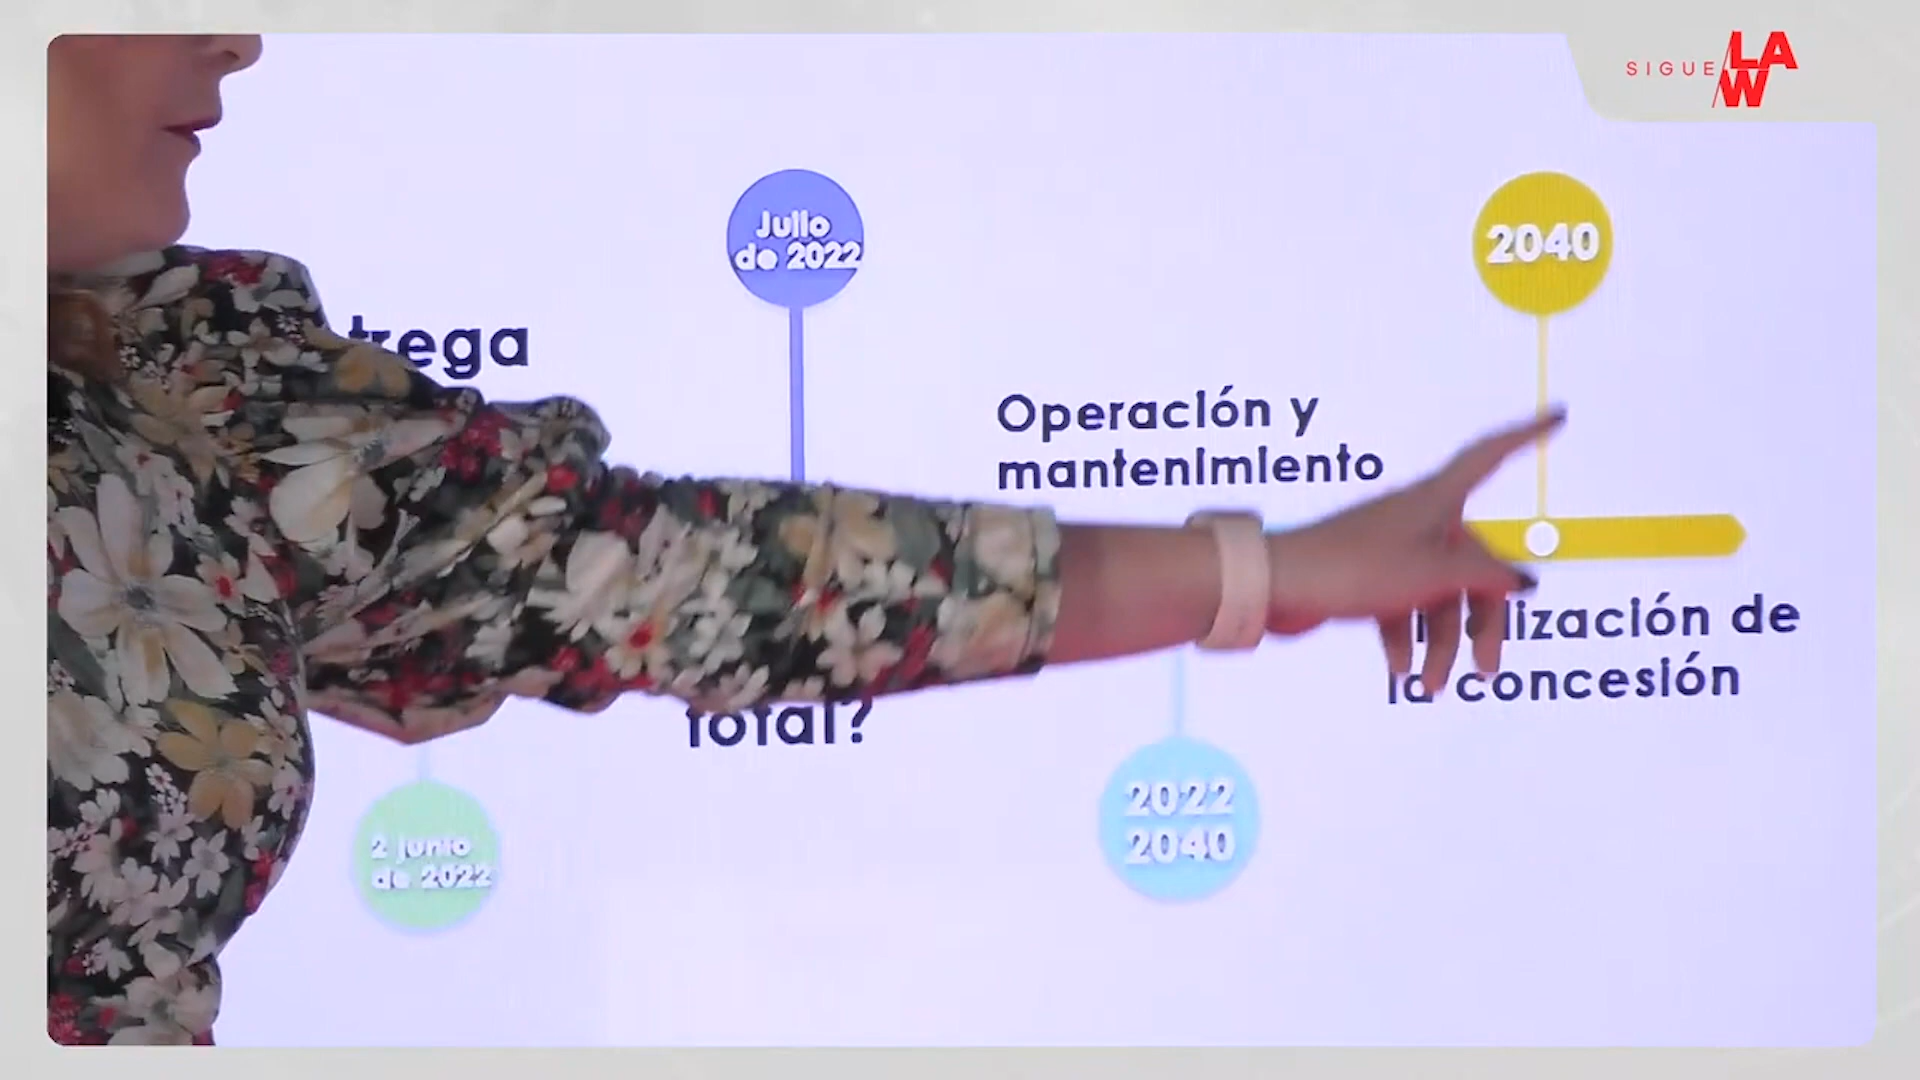 SIGUE LA W
Julio
de 2022
2040
trega
Operación y
mantenimiento
lización de
la concesión
total?
2022
2040
2 junio
de 2022